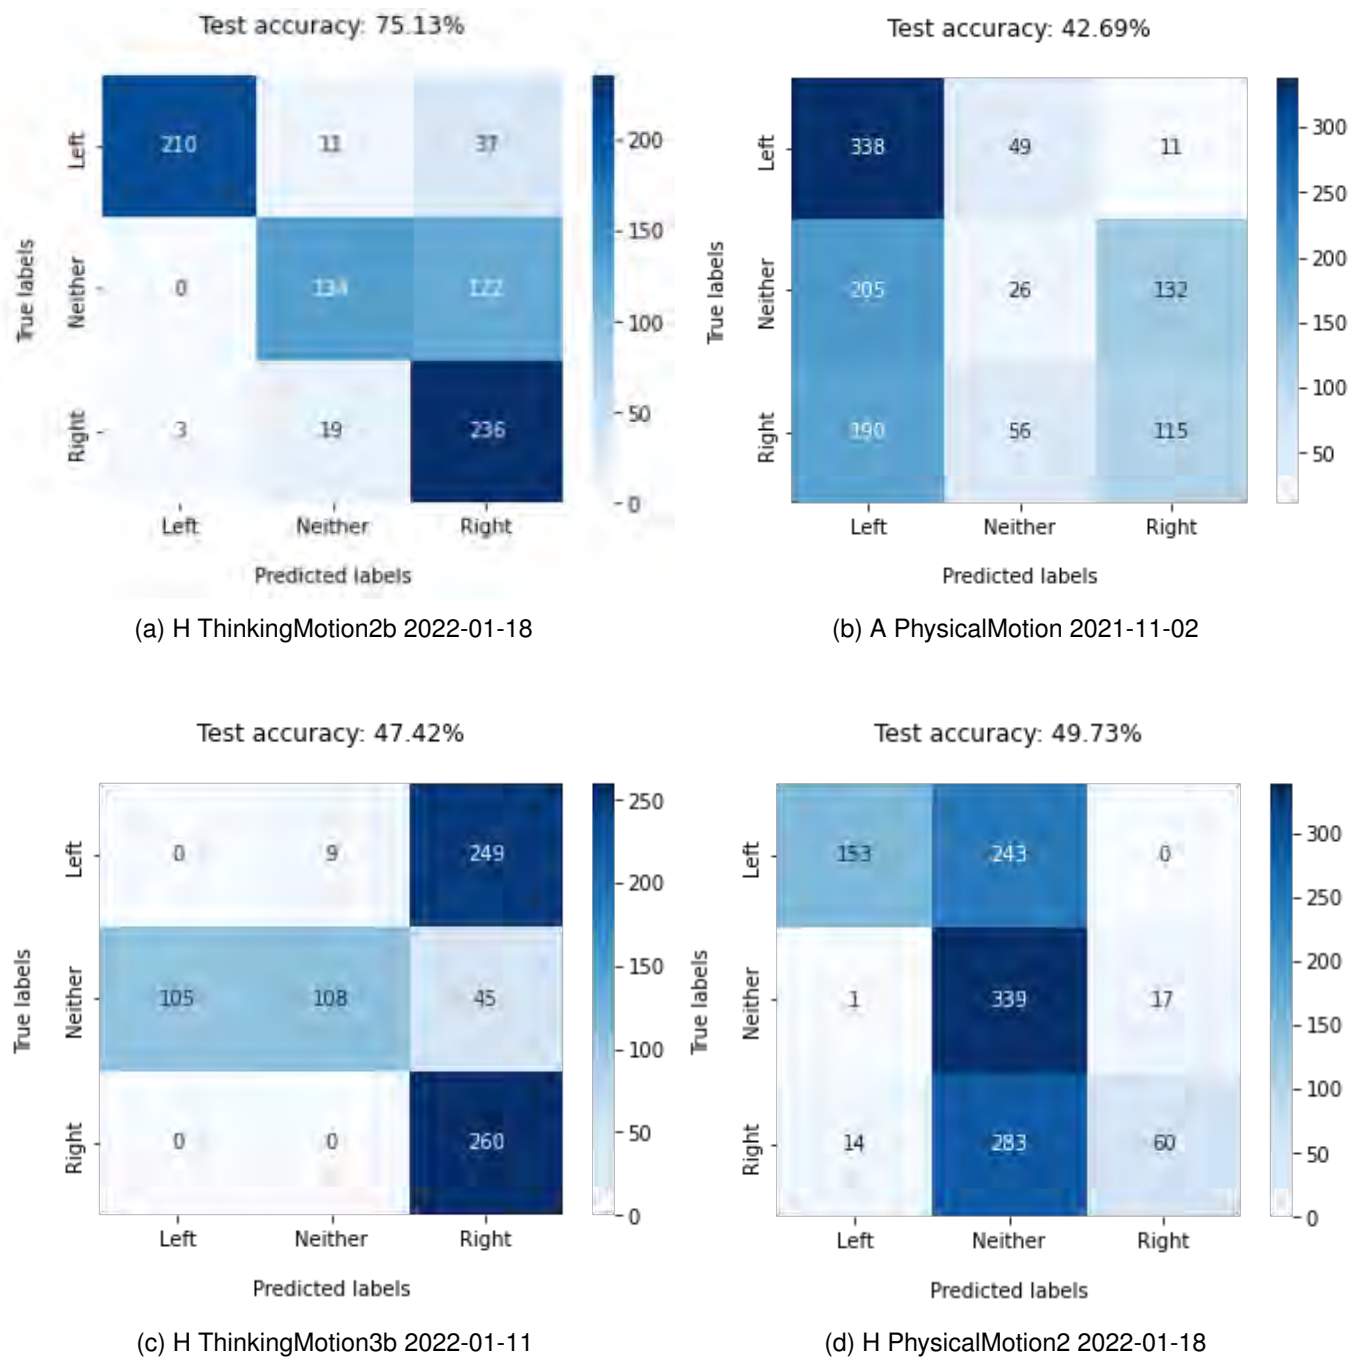 Test accuracy: 75.13%
200
150
100
50
0
True labels
Left
Neither
Right
210 11 37
0 134 122
3 19 236
Left Neither Right
Predicted labels
(a) H ThinkingMotion2b 2022-01-18
Test accuracy: 42.69%
300
250
200
150
100
50
True labels
Left
Neither
Right
338 49 11
205 26 132
190 56 115
Left Neither Right
Predicted labels
(b) A PhysicalMotion 2021-11-02
Test accuracy: 47.42%
250
200
150
100
50
0
True labels
Left
Neither
Right
0 9 249
105 108 45
0 0 260
Left Neither Right
Predicted labels
(c) H ThinkingMotion3b 2022-01-11
Test accuracy: 49.73%
300
250
200
150
100
50
0
True labels
Left
Neither
Right
153 243 0
1 339 17
14 283 60
Left Neither Right
Predicted labels
(d) H PhysicalMotion2 2022-01-18